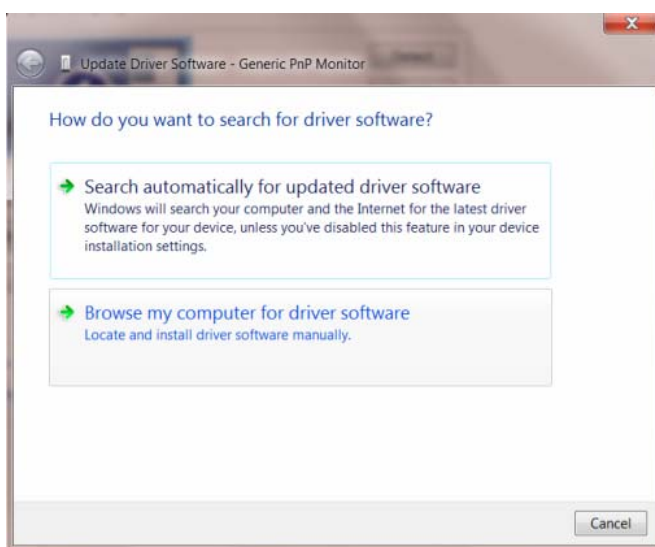 Update Driver Software - Generic PnP Monitor
How do you want to search for driver software?
Search automatically for updated driver software
Windows will search your computer and the Internet for the latest driver
software for your device, unless you've disabled this feature in your device
installation settings.
Browse my computer for driver software
Locate and install driver software manually.
Cancel